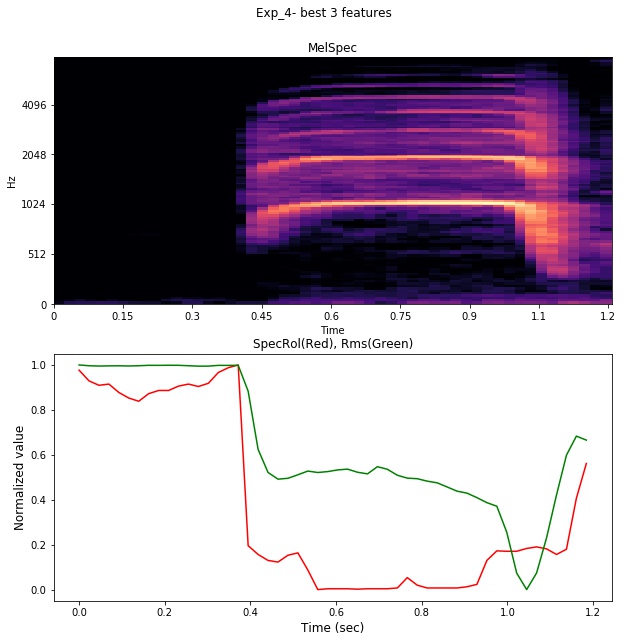 Exp_4- best 3 features
MelSpec
4096
2048
1024
512
0
Hz
0 0.15 0.3 0.45 0.6 0.75 0.9 1.1 1.2
Time
SpecRol(Red), Rms(Green)
1.0
0.8
0.6
0.4
0.2
0.0
Normalized value
0.0 0.2 0.4 0.6 0.8 1.0 1.2
Time (sec)